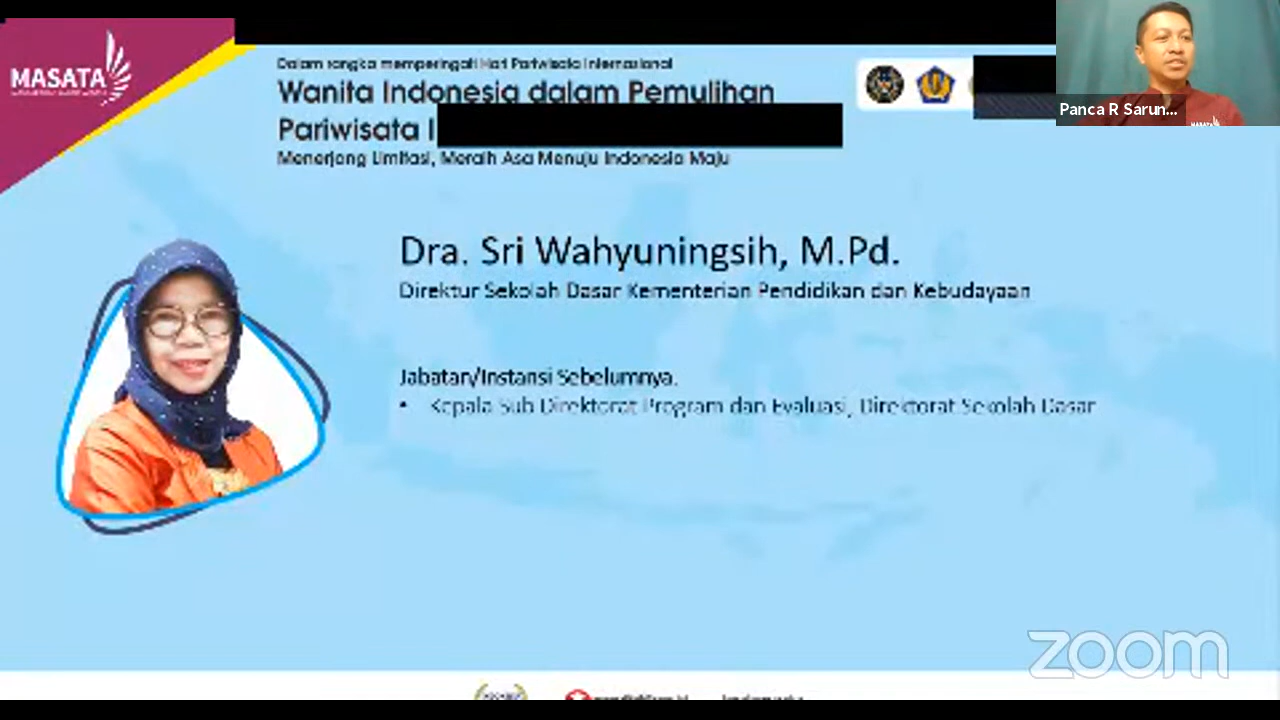 MASATA
Dalam rangka memperingati Hari Pariwisata Internasional
Wanita Indonesia dalam Pemulihan
Pariwisata
Menerjang Limitasi, Meraih Asa Menuju Indonesia Maju
Panca R Sarun...
MASATA
Dra. Sri Wahyuningsih, M.Pd.
Direktur Sekolah Dasar Kementerian Pendidikan dan Kebudayaan
Jabatan/Instansi Sebelumnya.
• Kepala Sub Direktorat Program dan Evaluasi, Direktorat Sekolah Dasar
zoom